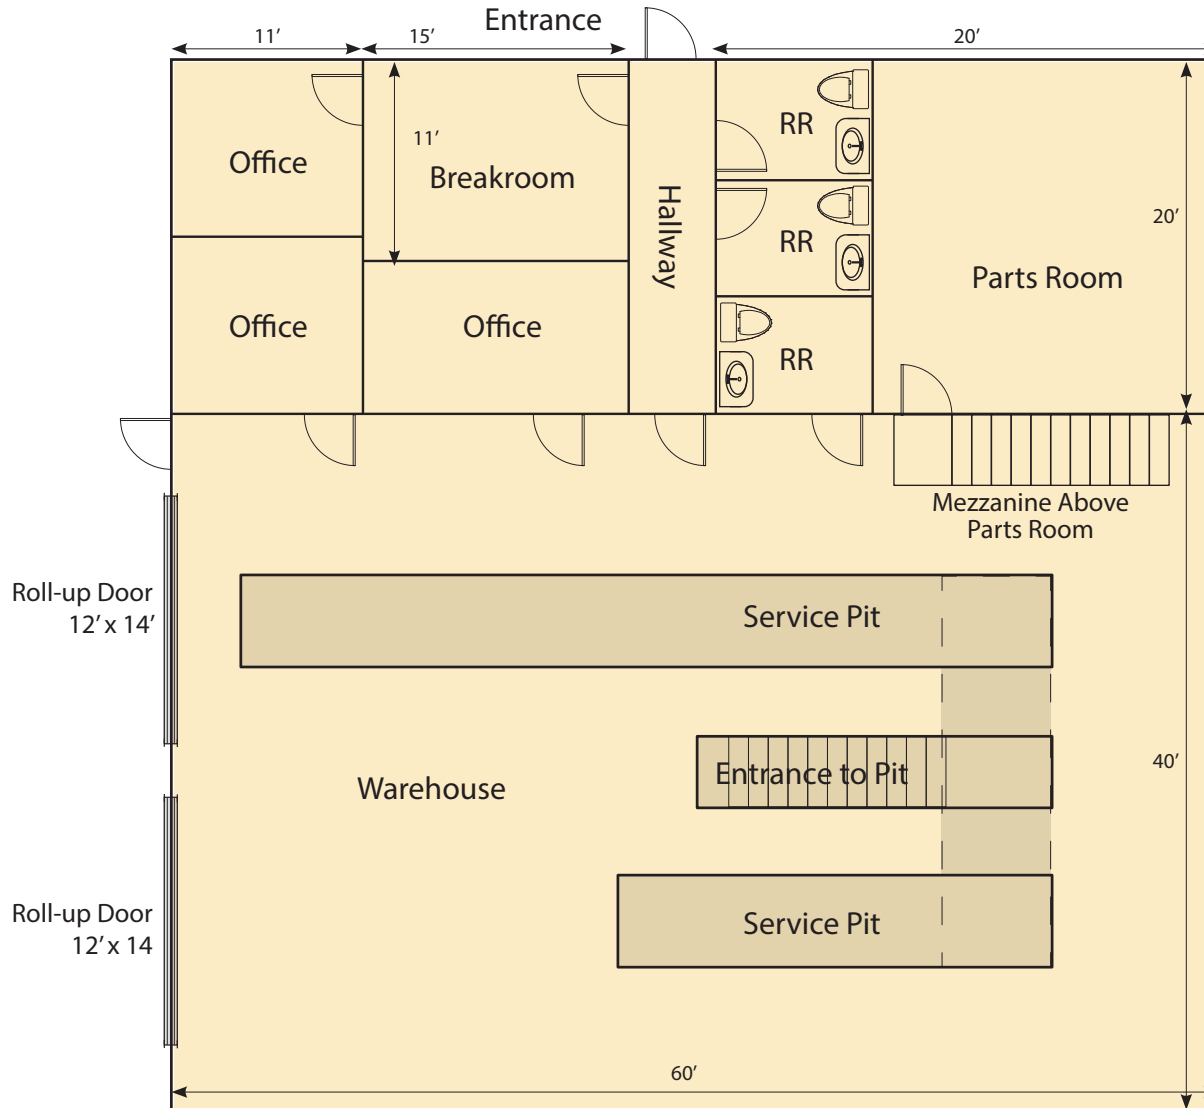 Entrance
11’
15’
20’
11’
RR
Office
Breakroom
Hallway
20’
RR
Parts Room
Office
Office
RR
Mezzanine Above
Parts Room
Roll-up Door
12’ x 14’
Service Pit
Entrance to Pit
40’
Warehouse
Roll-up Door
12’ x 14
Service Pit
60’